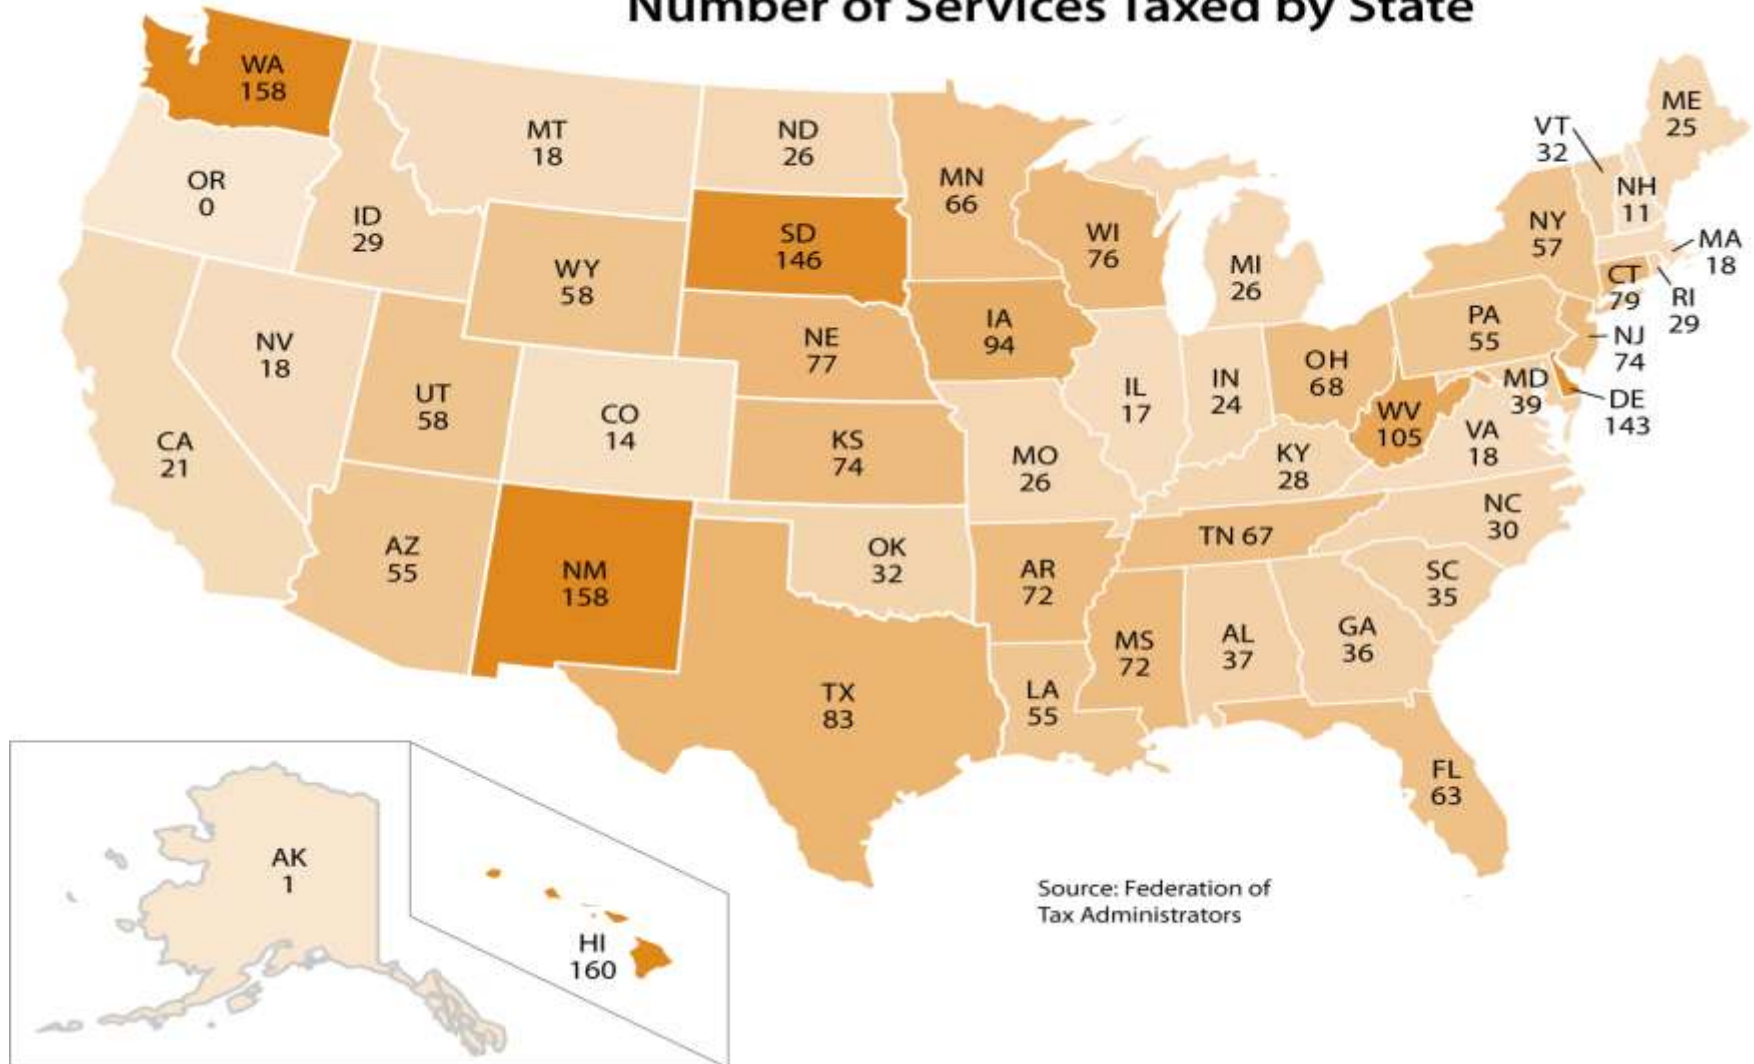 Number of Services Taxed by State
WA
158
MT
18
ND
26
ME
25
VT
32
OR
0
ID
29
MN
66
NH
11
SD
146
WI
76
NY
57
MA
18
WY
58
MI
26
CT
79
RI
29
IA
94
PA
55
NJ
74
NV
18
NE
77
OH
68
UT
58
IL
17
IN
24
MD
39
DE
143
WV
105
CO
14
VA
18
CA
21
KS
74
MO
26
KY
28
NC
30
AZ
55
NM
158
OK
32
TN 67
AR
72
SC
35
MS
72
AL
37
GA
36
TX
83
LA
55
FL
63
AK
1
HI
160
Source: Federation of
Tax Administrators